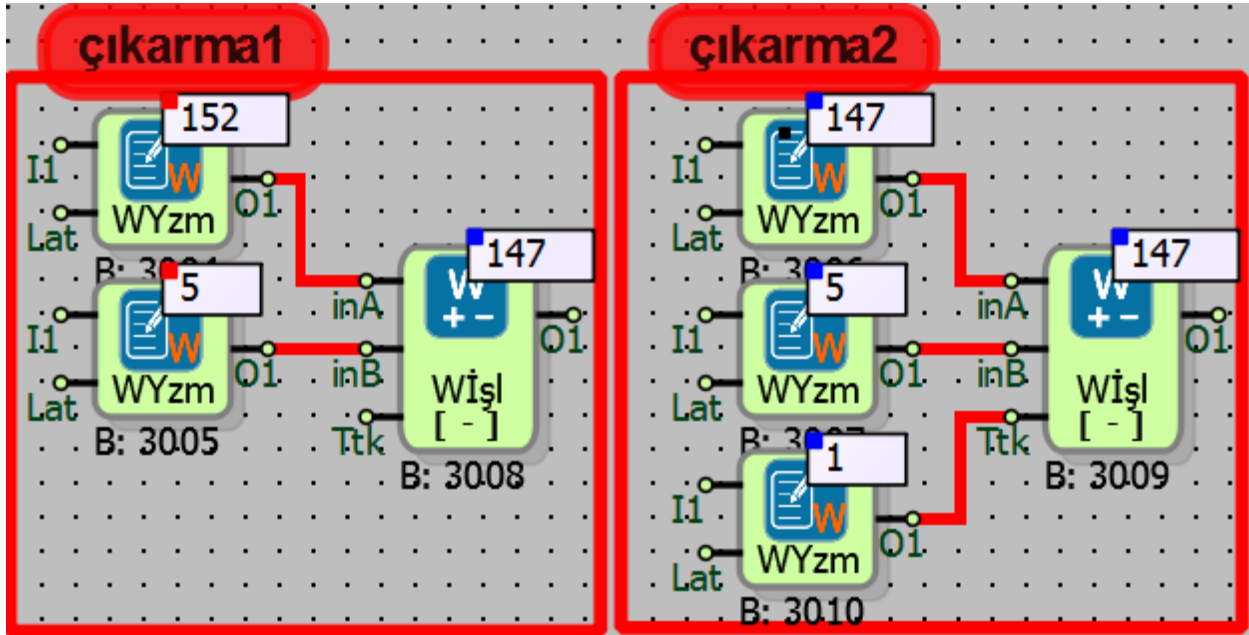 çıkarma1
152
I1
W
O1
WYzm
Lat
5
I1
W
O1
WYzm
Lat
B: 3005
147
W
+ -
inA
inB
Ttk
O1
Wİşl
[ - ]
B: 3008
çıkarma2
147
I1
W
O1
WYzm
Lat
5
I1
W
O1
WYzm
Lat
1
I1
W
O1
WYzm
Lat
B: 3010
147
W
+ -
inA
inB
Ttk
O1
Wİşl
[ - ]
B: 3009